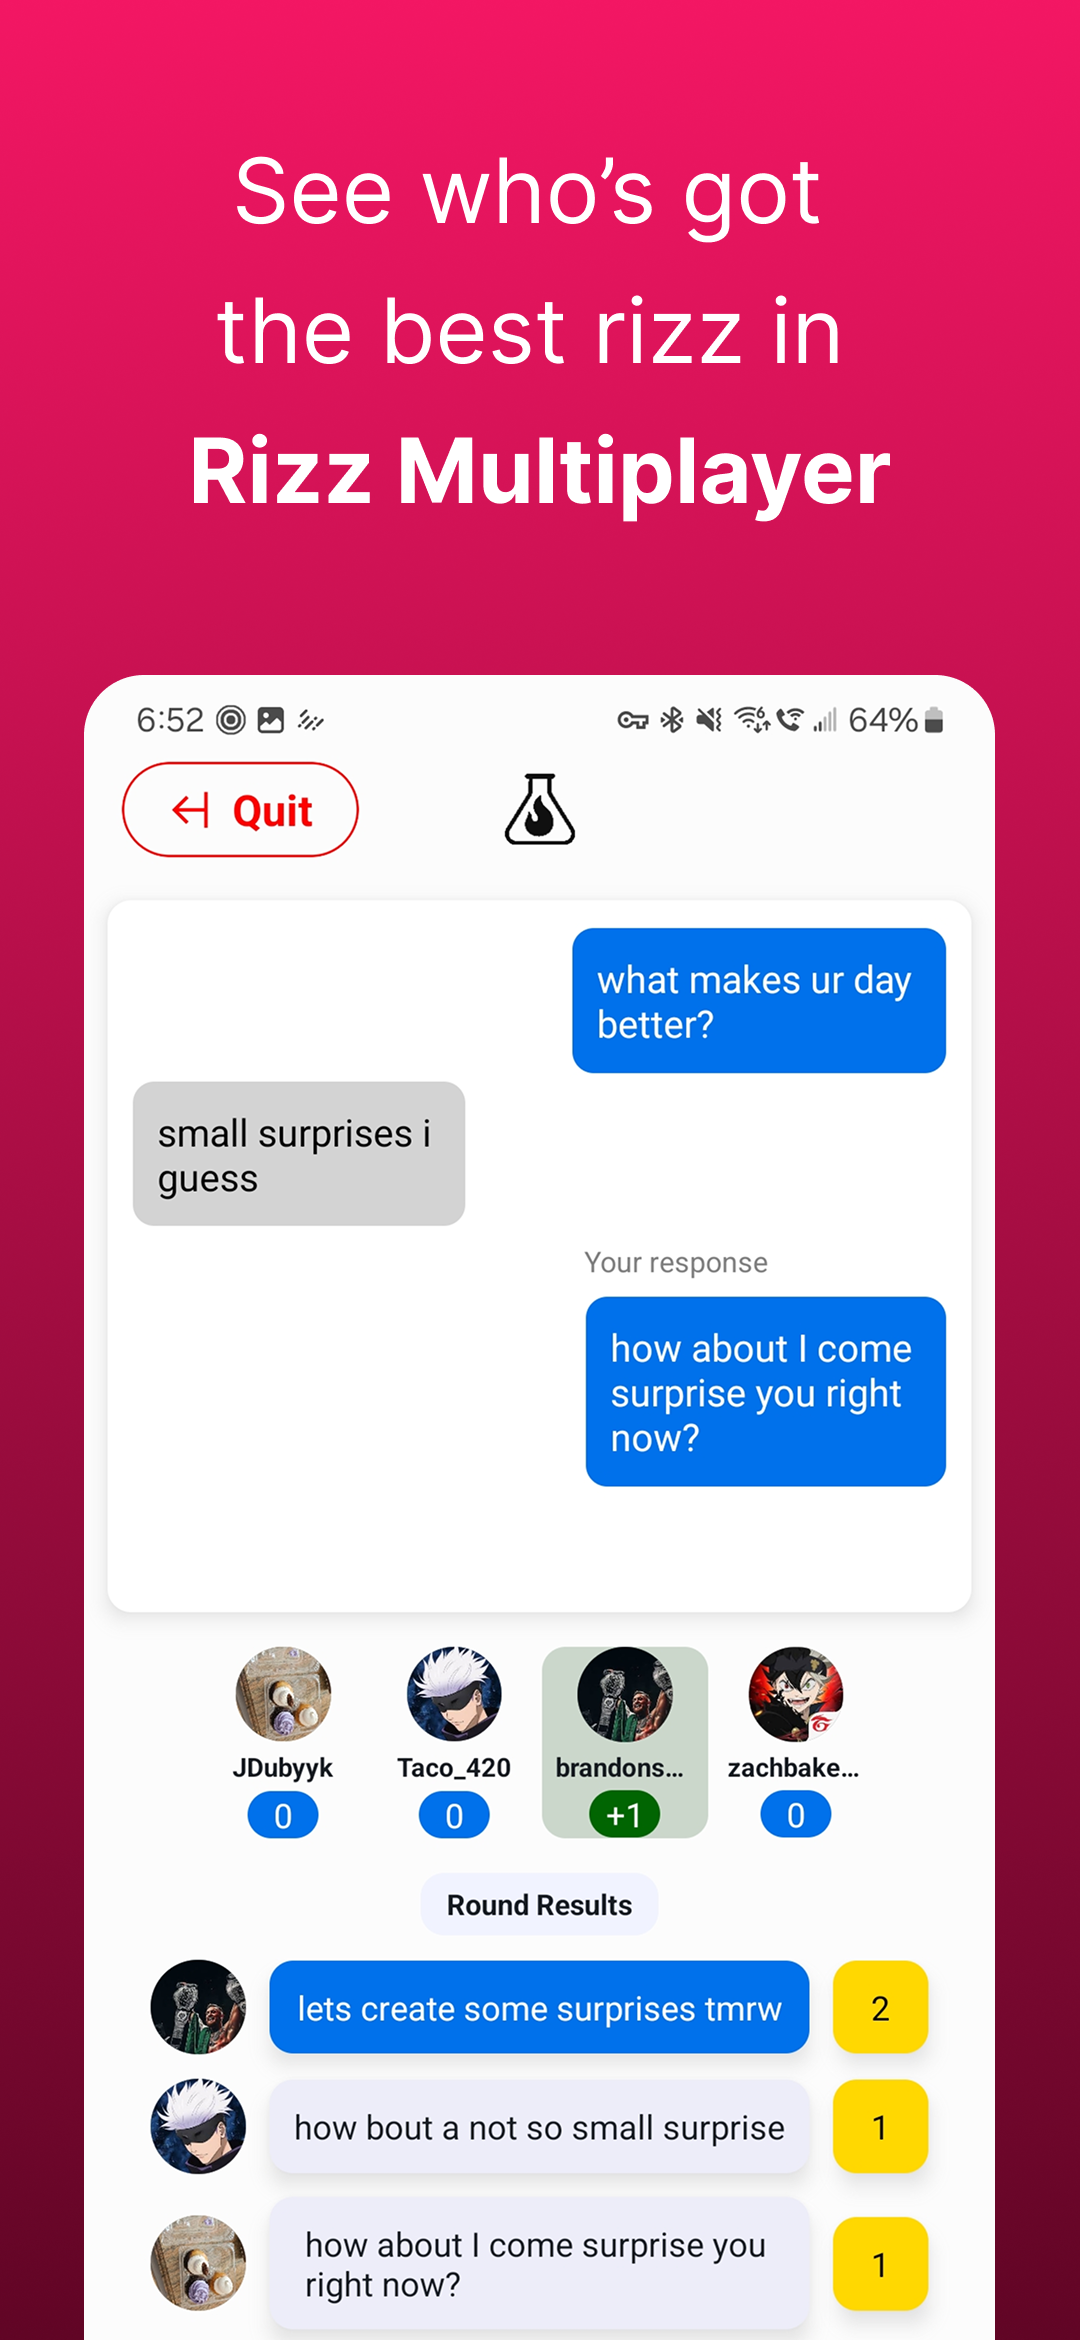 See who's got
the best rizz in
Rizz Multiplayer
6:52
64%
Quit
what makes ur day
better?
small surprises i
guess
Your response
how about I come
surprise you right
now?
JDubyyk
Taco_420
brandons...
zachbake...
0
0
+1
0
Round Results
lets create some surprises tmrw
2
how bout a not so small surprise
1
how about I come surprise you
right now?
1